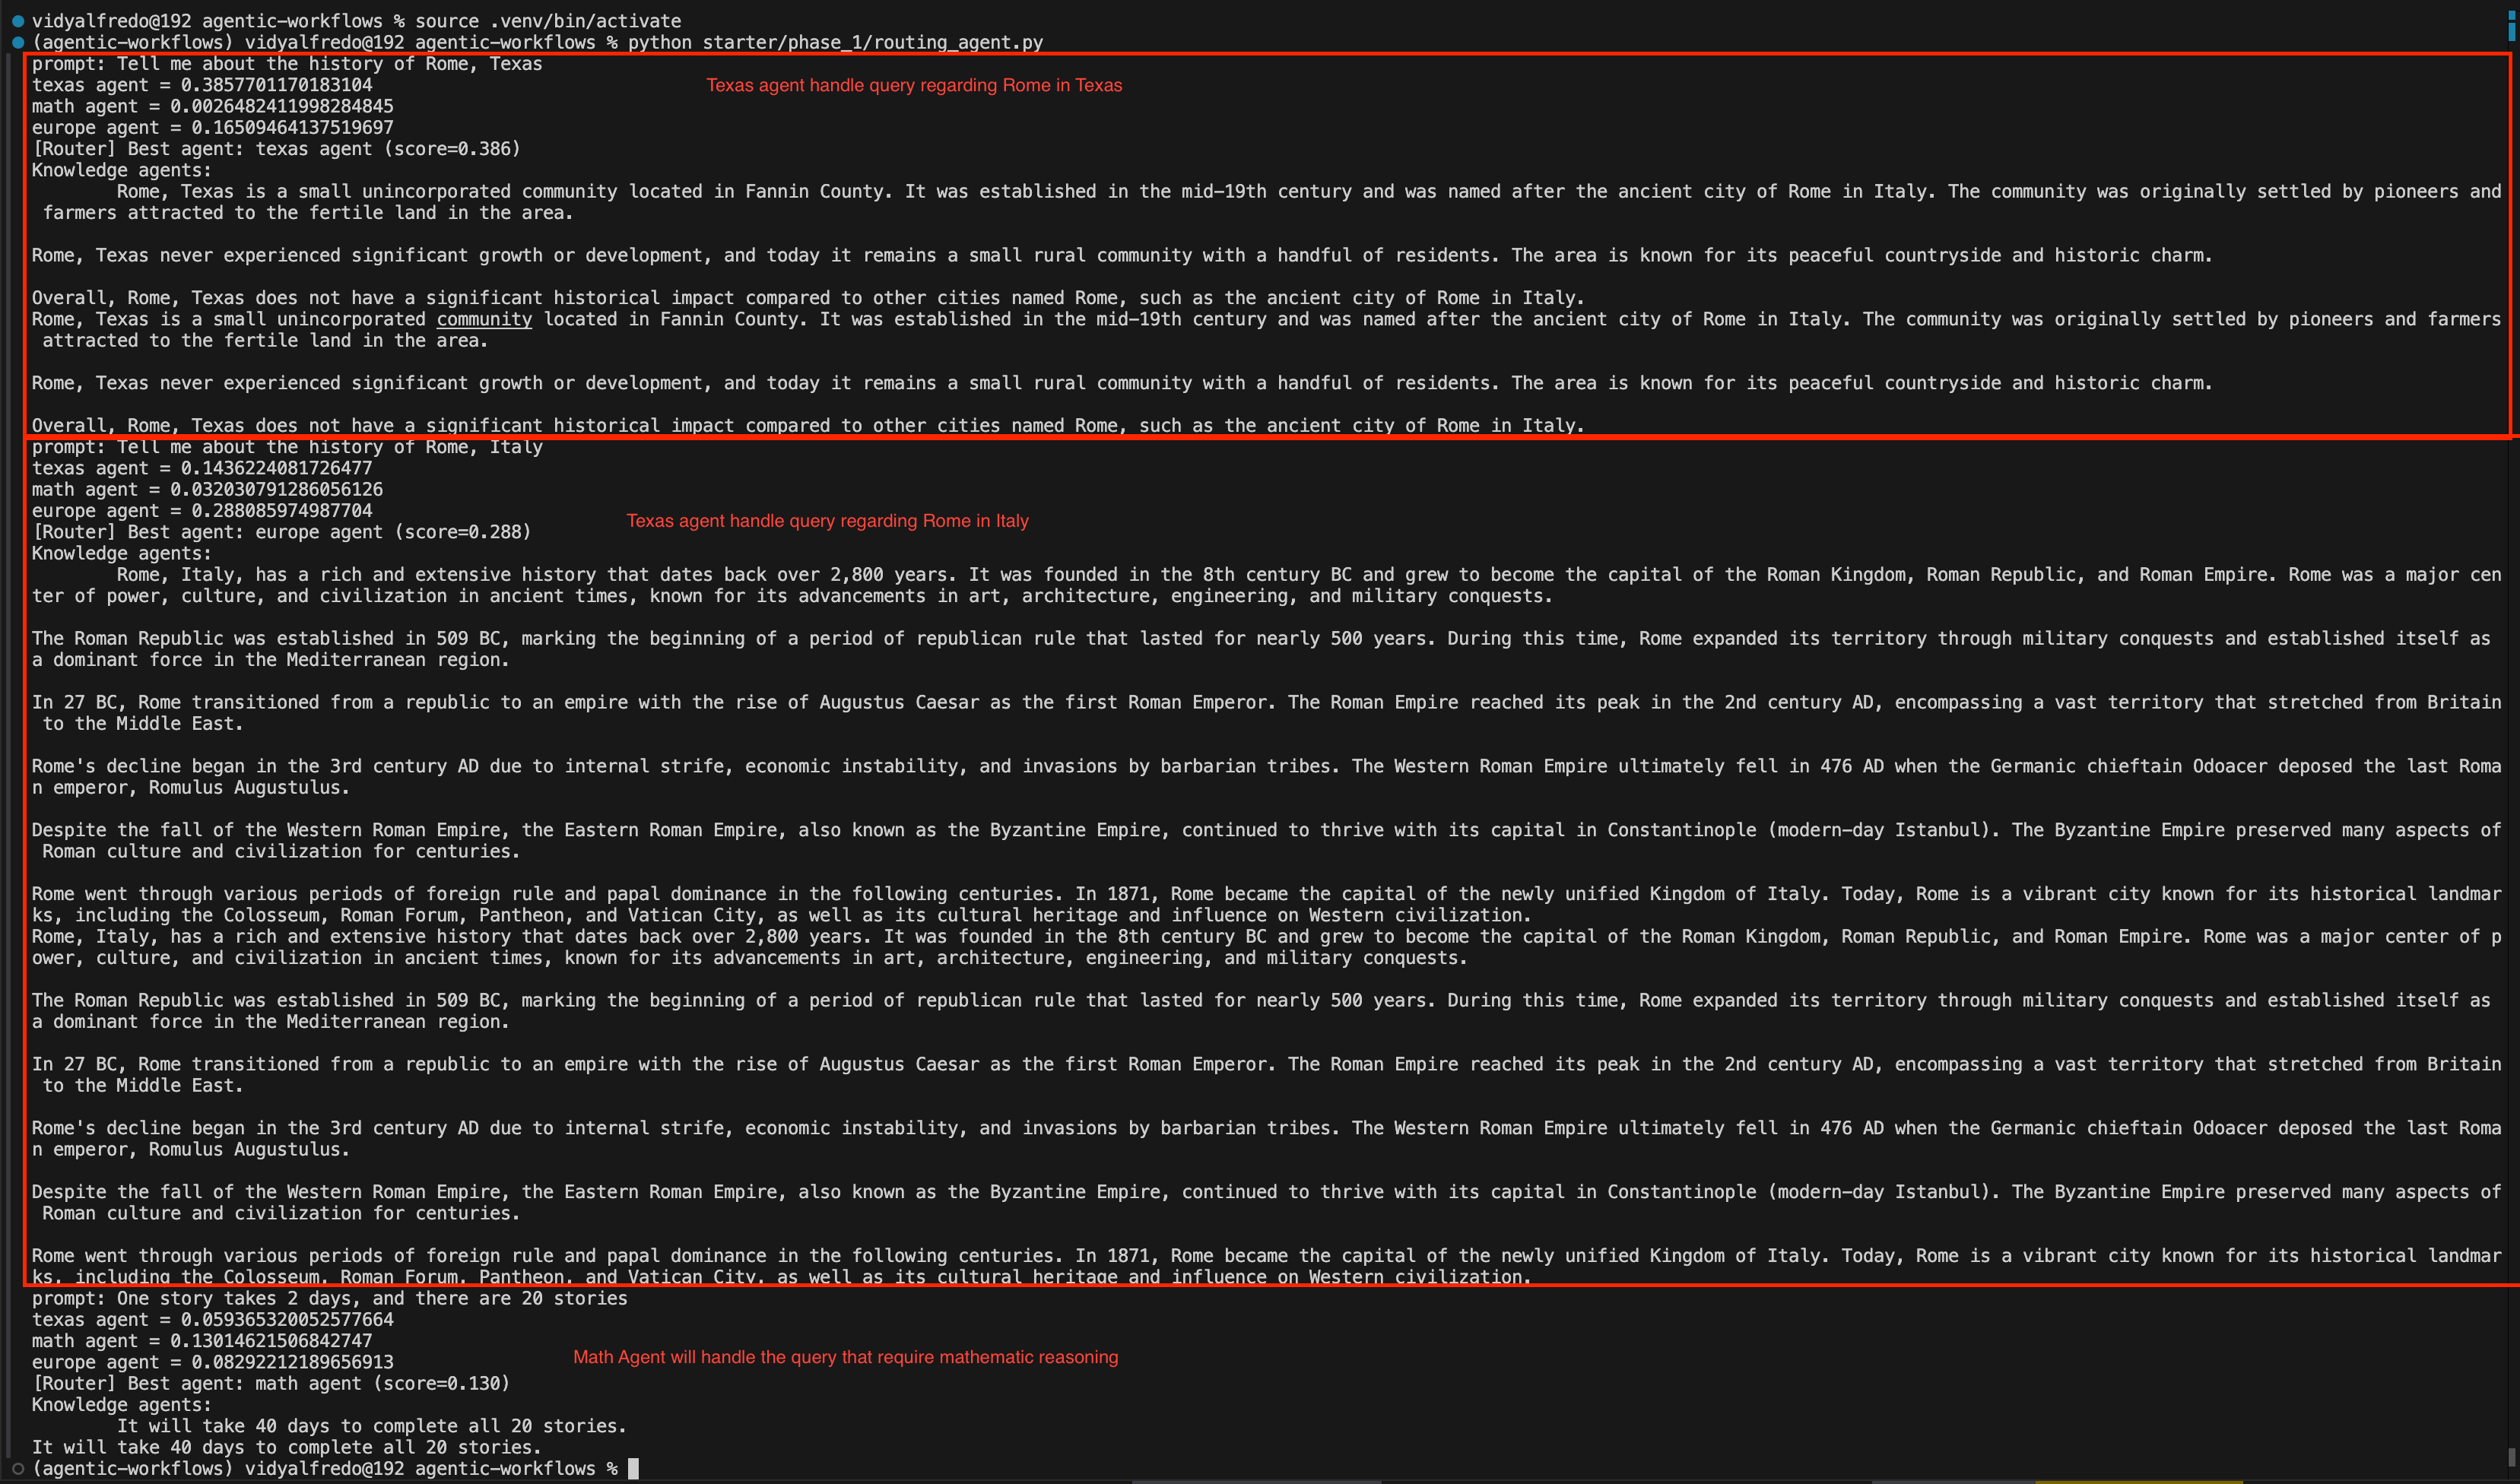 vidyalfredo@192 agentic-workflows % source .venv/bin/activate
(agentic-workflows) vidyalfredo@192 agentic-workflows % python starter/phase_1/routing_agent.py
prompt: Tell me about the history of Rome, Texas
texas agent = 0.3857701170183104
Texas agent handle query regarding Rome in Texas
math agent = 0.0026482411998284845
europe agent = 0.16509464137519697
[Router] Best agent: texas agent (score=0.386)
Knowledge agents:
Rome, Texas is a small unincorporated community located in Fannin County. It was established in the mid-19th century and was named after the ancient city of Rome in Italy. The community was originally settled by pioneers and
farmers attracted to the fertile land in the area.
Rome, Texas never experienced significant growth or development, and today it remains a small rural community with a handful of residents. The area is known for its peaceful countryside and historic charm.
Overall, Rome, Texas does not have a significant historical impact compared to other cities named Rome, such as the ancient city of Rome in Italy.
Rome, Texas is a small unincorporated community located in Fannin County. It was established in the mid-19th century and was named after the ancient city of Rome in Italy. The community was originally settled by pioneers and farmers
attracted to the fertile land in the area.
Rome, Texas never experienced significant growth or development, and today it remains a small rural community with a handful of residents. The area is known for its peaceful countryside and historic charm.
Overall, Rome, Texas does not have a significant historical impact compared to other cities named Rome, such as the ancient city of Rome in Italy.
prompt: Tell me about the history of Rome, Italy
texas agent = 0.1436224081726477
math agent = 0.032030791286056126
europe agent = 0.288085974987704
Texas agent handle query regarding Rome in Italy
[Router] Best agent: europe agent (score=0.288)
Knowledge agents:
Rome, Italy, has a rich and extensive history that dates back over 2,800 years. It was founded in the 8th century BC and grew to become the capital of the Roman Kingdom, Roman Republic, and Roman Empire. Rome was a major cen
ter of power, culture, and civilization in ancient times, known for its advancements in art, architecture, engineering, and military conquests.
The Roman Republic was established in 509 BC, marking the beginning of a period of republican rule that lasted for nearly 500 years. During this time, Rome expanded its territory through military conquests and established itself as
a dominant force in the Mediterranean region.
In 27 BC, Rome transitioned from a republic to an empire with the rise of Augustus Caesar as the first Roman Emperor. The Roman Empire reached its peak in the 2nd century AD, encompassing a vast territory that stretched from Britain
to the Middle East.
Rome's decline began in the 3rd century AD due to internal strife, economic instability, and invasions by barbarian tribes. The Western Roman Empire ultimately fell in 476 AD when the Germanic chieftain Odoacer deposed the last Roma
n emperor, Romulus Augustulus.
Despite the fall of the Western Roman Empire, the Eastern Roman Empire, also known as the Byzantine Empire, continued to thrive with its capital in Constantinople (modern-day Istanbul). The Byzantine Empire preserved many aspects of
Roman culture and civilization for centuries.
Rome went through various periods of foreign rule and papal dominance in the following centuries. In 1871, Rome became the capital of the newly unified Kingdom of Italy. Today, Rome is a vibrant city known for its historical landmar
ks, including the Colosseum, Roman Forum, Pantheon, and Vatican City, as well as its cultural heritage and influence on Western civilization.
Rome, Italy, has a rich and extensive history that dates back over 2,800 years. It was founded in the 8th century BC and grew to become the capital of the Roman Kingdom, Roman Republic, and Roman Empire. Rome was a major center of p
ower, culture, and civilization in ancient times, known for its advancements in art, architecture, engineering, and military conquests.
The Roman Republic was established in 509 BC, marking the beginning of a period of republican rule that lasted for nearly 500 years. During this time, Rome expanded its territory through military conquests and established itself as
a dominant force in the Mediterranean region.
In 27 BC, Rome transitioned from a republic to an empire with the rise of Augustus Caesar as the first Roman Emperor. The Roman Empire reached its peak in the 2nd century AD, encompassing a vast territory that stretched from Britain
to the Middle East.
Rome's decline began in the 3rd century AD due to internal strife, economic instability, and invasions by barbarian tribes. The Western Roman Empire ultimately fell in 476 AD when the Germanic chieftain Odoacer deposed the last Roma
n emperor, Romulus Augustulus.
Despite the fall of the Western Roman Empire, the Eastern Roman Empire, also known as the Byzantine Empire, continued to thrive with its capital in Constantinople (modern-day Istanbul). The Byzantine Empire preserved many aspects of
Roman culture and civilization for centuries.
Rome went through various periods of foreign rule and papal dominance in the following centuries. In 1871, Rome became the capital of the newly unified Kingdom of Italy. Today, Rome is a vibrant city known for its historical landmar
ks, including the Colosseum, Roman Forum, Pantheon, and Vatican City, as well as its cultural heritage and influence on Western civilization.
prompt: One story takes 2 days, and there are 20 stories
texas agent = 0.059365320052577664
math agent = 0.13014621506842747
europe agent = 0.08292212189656913
Math Agent will handle the query that require mathematic reasoning
[Router] Best agent: math agent (score=0.130)
Knowledge agents:
It will take 40 days to complete all 20 stories.
It will take 40 days to complete all 20 stories.
(agentic-workflows) vidyalfredo@192 agentic-workflows %